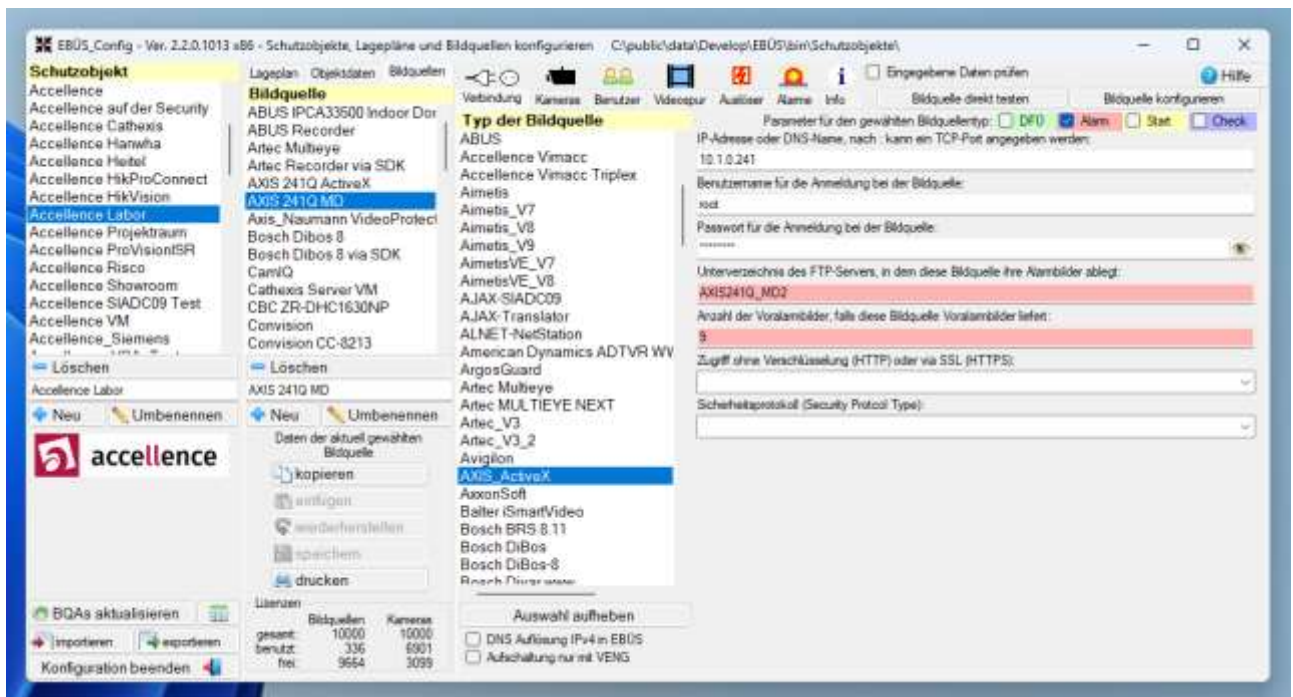 EBÜS_Config - Ver. 2.2.0.1013 x86 - Schutzobjekte, Lagepläne und Bildquellen konfigurieren C:\public\data\Develop\EBÜS\bin\Schutzobjekte\
Schutzobjekt
Accellence
Accellence auf der Security
Accellence Cathexis
Accellence Hanwha
Accellence Heitel
Accellence HikProConnect
Accellence HikVision
Accellence Labor
Accellence Projektraum
Accellence ProVisionISR
Accellence Risco
Accellence Showroom
Accellence SIADC09 Test
Accellence VM
Accellence_Siemens
Löschen
Accellence Labor
Neu Umbenennen
accellence
BQAs aktualisieren
importieren exportieren
Konfiguration beenden
Lageplan Objektdaten Bildquellen
Bildquelle
ABUS IPCA33500 Indoor Dor
ABUS Recorder
Artec Multieye
Artec Recorder via SDK
AXIS 241Q ActiveX
AXIS 241Q MD
Axis_Naumann VideoProtect
Bosch Dibos 8
Bosch Dibos 8 via SDK
CamIQ
Cathexis Server VM
CBC ZR-DHC1630NP
Convision
Convision CC-8213
Löschen
AXIS 241Q MD
Neu Umbenennen
Daten der aktuell gewählten
Bildquelle
kopieren
einfügen
wiederherstellen
speichern
drucken
Lizenzen
Bildquellen Kameras
gesamt: 10000 10000
benutzt: 336 6901
frei: 9664 3099
Verbindung Kameras Benutzer Videospur Auslöser Alarme Info
Eingegebene Daten prüfen
Hilfe
Bildquelle direkt testen
Bildquelle konfigurieren
Typ der Bildquelle
ABUS
Accellence Vimacc
Accellence Vimacc Triplex
Aimetis
Aimetis_V7
Aimetis_V8
Aimetis_V9
AimetisVE_V7
AimetisVE_V8
AJAX-SIADC09
AJAX-Translator
ALNET-NetStation
American Dynamics ADTVR WV
ArgosGuard
Artec Multieye
Artec MULTIEYE NEXT
Artec_V3
Artec_V3_2
Avigilon
AXIS_ActiveX
AxxonSoft
Balter iSmartVideo
Bosch BRS 8.11
Bosch DiBos
Bosch DiBos-8
Bosch Divar www
Auswahl aufheben
DNS Auflösung IPv4 in EBÜS
Aufschaltung nur mit VENG
Parameter für den gewählten Bildquellentyp: DFÜ Alarm Start Check
IP-Adresse oder DNS-Name, nach : kann ein TCP-Port angegeben werden:
10.1.0.241
Benutzername für die Anmeldung bei der Bildquelle:
root
Passwort für die Anmeldung bei der Bildquelle:
Unterverzeichnis des FTP-Servers, in dem diese Bildquelle ihre Alarmbilder ablegt:
AXIS241Q_MD2
Anzahl der Voralarmbilder, falls diese Bildquelle Voralarmbilder liefert:
9
Zugriff ohne Verschlüsselung (HTTP) oder via SSL (HTTPS):
Sicherheitsprotokoll (Security Protcol Type):